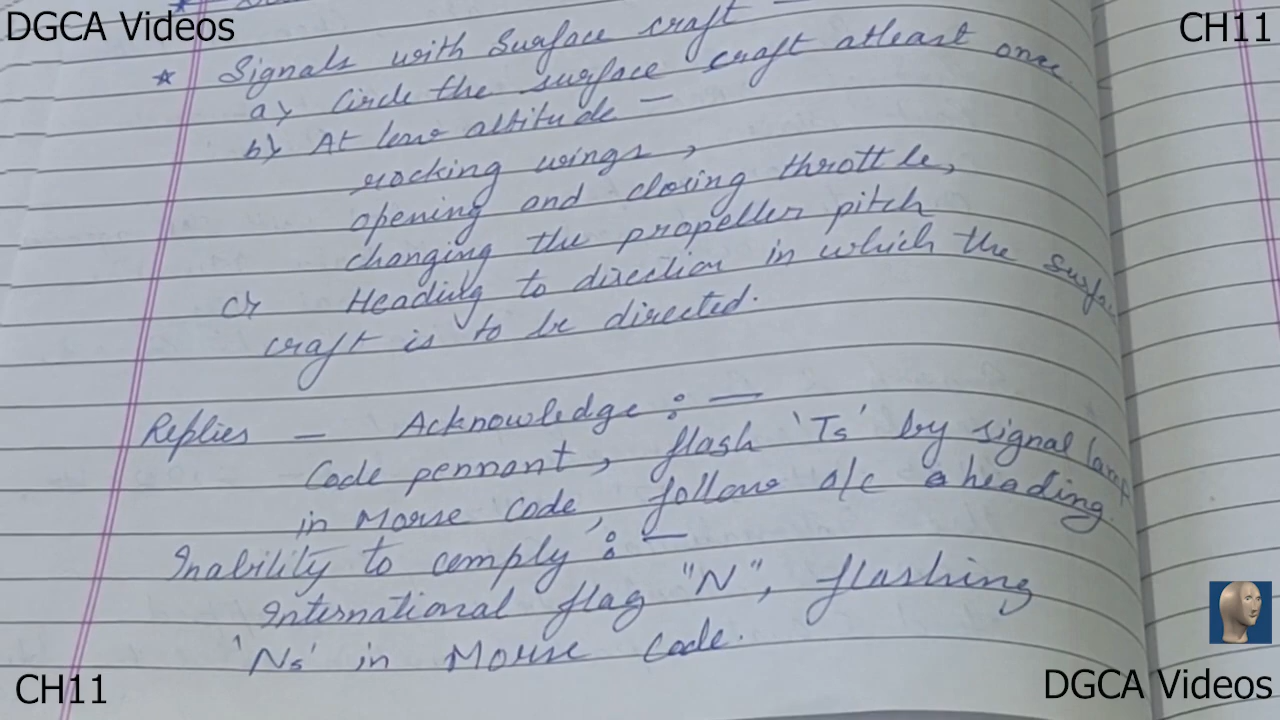 DGCA Videos
CH11
* Signals with Surface craft -
a) Circle the surface craft atleast once
b) At low altitude -
rocking wings,
opening and closing throttle,
changing the propeller pitch
c) Heading to direction in which the surface
craft is to be directed.
Replies - Acknowledge : -
Code pennant, flash 'Ts' by signal lamp
in Morse Code, follow a/c heading
Inability to comply : -
International flag "N", flashing
'Ns' in Morse Code.
CH11
DGCA Videos